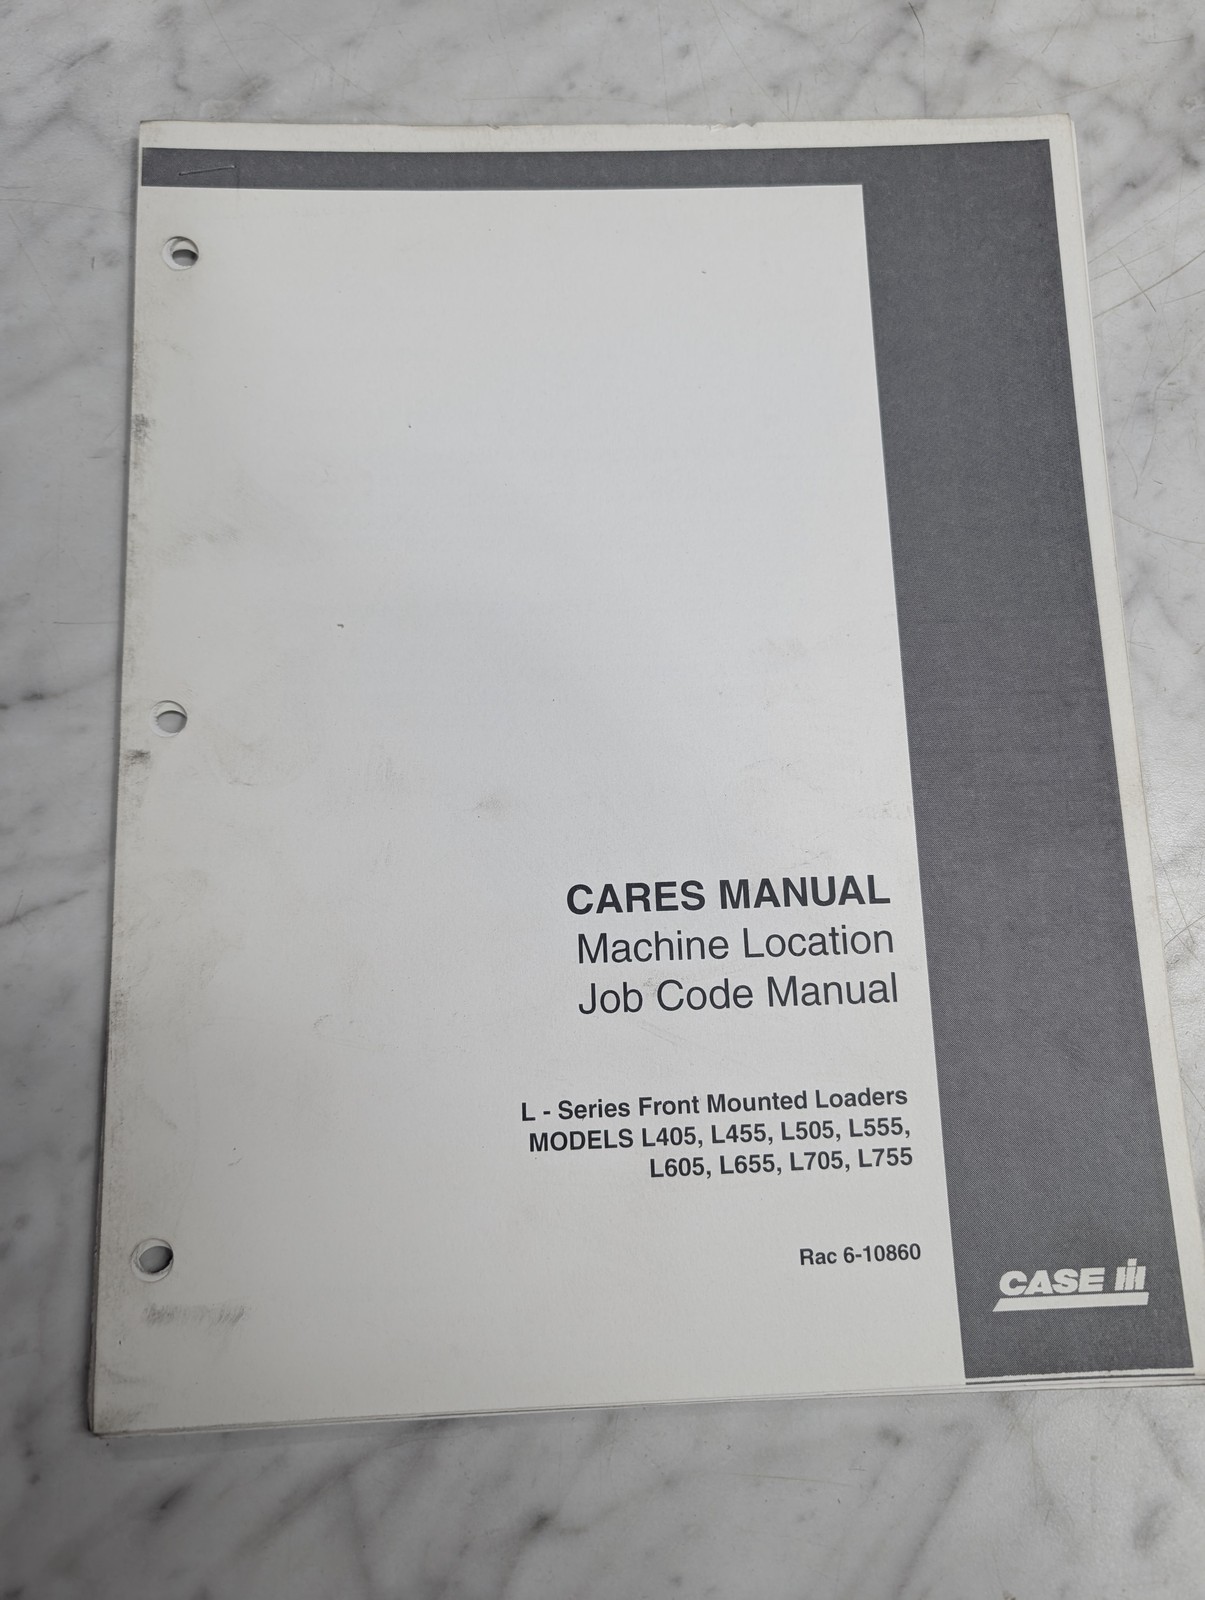 CARES MANUAL
Machine Location
Job Code Manual
L - Series Front Mounted Loaders
MODELS L405, L455, L505, L555,
L605, L655, L705, L755
Rac 6-10860
CASE IH